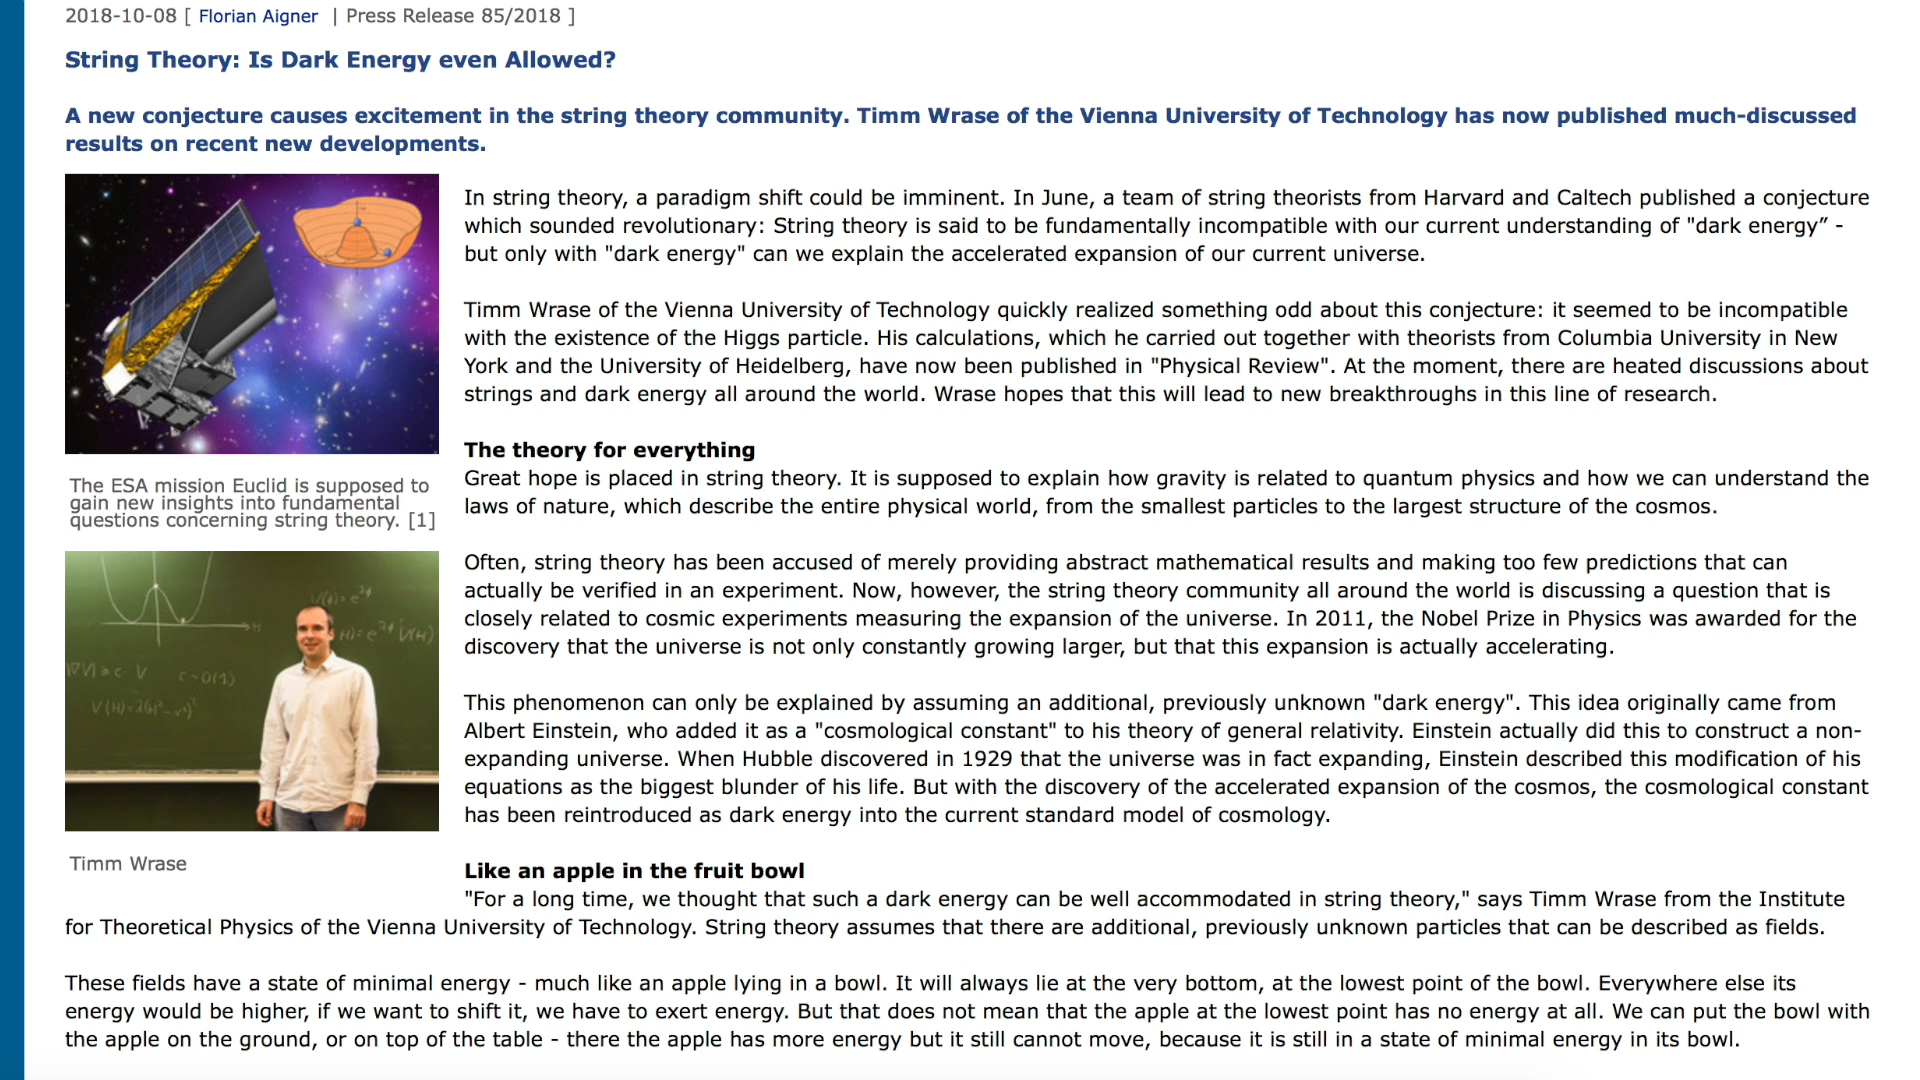 2018-10-08 [ Florian Aigner | Press Release 85/2018 ]
String Theory: Is Dark Energy even Allowed?
A new conjecture causes excitement in the string theory community. Timm Wrase of the Vienna University of Technology has now published much-discussed
results on recent new developments.
In string theory, a paradigm shift could be imminent. In June, a team of string theorists from Harvard and Caltech published a conjecture
which sounded revolutionary: String theory is said to be fundamentally incompatible with our current understanding of "dark energy” -
but only with "dark energy" can we explain the accelerated expansion of our current universe.
Timm Wrase of the Vienna University of Technology quickly realized something odd about this conjecture: it seemed to be incompatible
with the existence of the Higgs particle. His calculations, which he carried out together with theorists from Columbia University in New
York and the University of Heidelberg, have now been published in "Physical Review". At the moment, there are heated discussions about
strings and dark energy all around the world. Wrase hopes that this will lead to new breakthroughs in this line of research.
The ESA mission Euclid is supposed to
gain new insights into fundamental
questions concerning string theory. [1]
The theory for everything
Great hope is placed in string theory. It is supposed to explain how gravity is related to quantum physics and how we can understand the
laws of nature, which describe the entire physical world, from the smallest particles to the largest structure of the cosmos.
Often, string theory has been accused of merely providing abstract mathematical results and making too few predictions that can
actually be verified in an experiment. Now, however, the string theory community all around the world is discussing a question that is
closely related to cosmic experiments measuring the expansion of the universe. In 2011, the Nobel Prize in Physics was awarded for the
discovery that the universe is not only constantly growing larger, but that this expansion is actually accelerating.
This phenomenon can only be explained by assuming an additional, previously unknown "dark energy". This idea originally came from
Albert Einstein, who added it as a "cosmological constant" to his theory of general relativity. Einstein actually did this to construct a non-
expanding universe. When Hubble discovered in 1929 that the universe was in fact expanding, Einstein described this modification of his
equations as the biggest blunder of his life. But with the discovery of the accelerated expansion of the cosmos, the cosmological constant
has been reintroduced as dark energy into the current standard model of cosmology.
Timm Wrase
Like an apple in the fruit bowl
"For a long time, we thought that such a dark energy can be well accommodated in string theory," says Timm Wrase from the Institute
for Theoretical Physics of the Vienna University of Technology. String theory assumes that there are additional, previously unknown particles that can be described as fields.
These fields have a state of minimal energy - much like an apple lying in a bowl. It will always lie at the very bottom, at the lowest point of the bowl. Everywhere else its
energy would be higher, if we want to shift it, we have to exert energy. But that does not mean that the apple at the lowest point has no energy at all. We can put the bowl with
the apple on the ground, or on top of the table - there the apple has more energy but it still cannot move, because it is still in a state of minimal energy in its bowl.